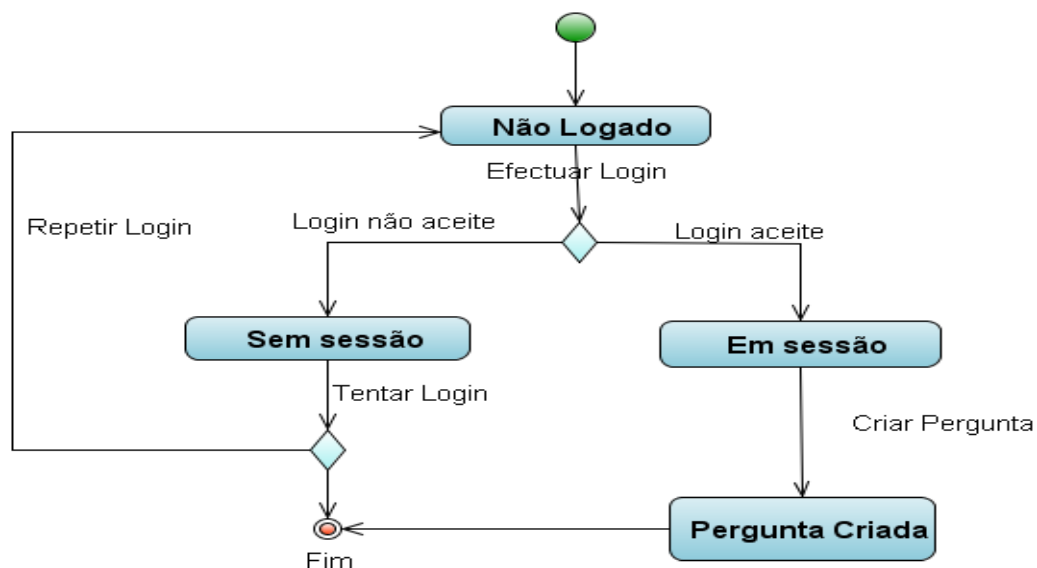 Não Logado
Efectuar Login
Repetir Login
Login não aceite
Login aceite
Sem sessão
Em sessão
Tentar Login
Criar Pergunta
Pergunta Criada
Fim